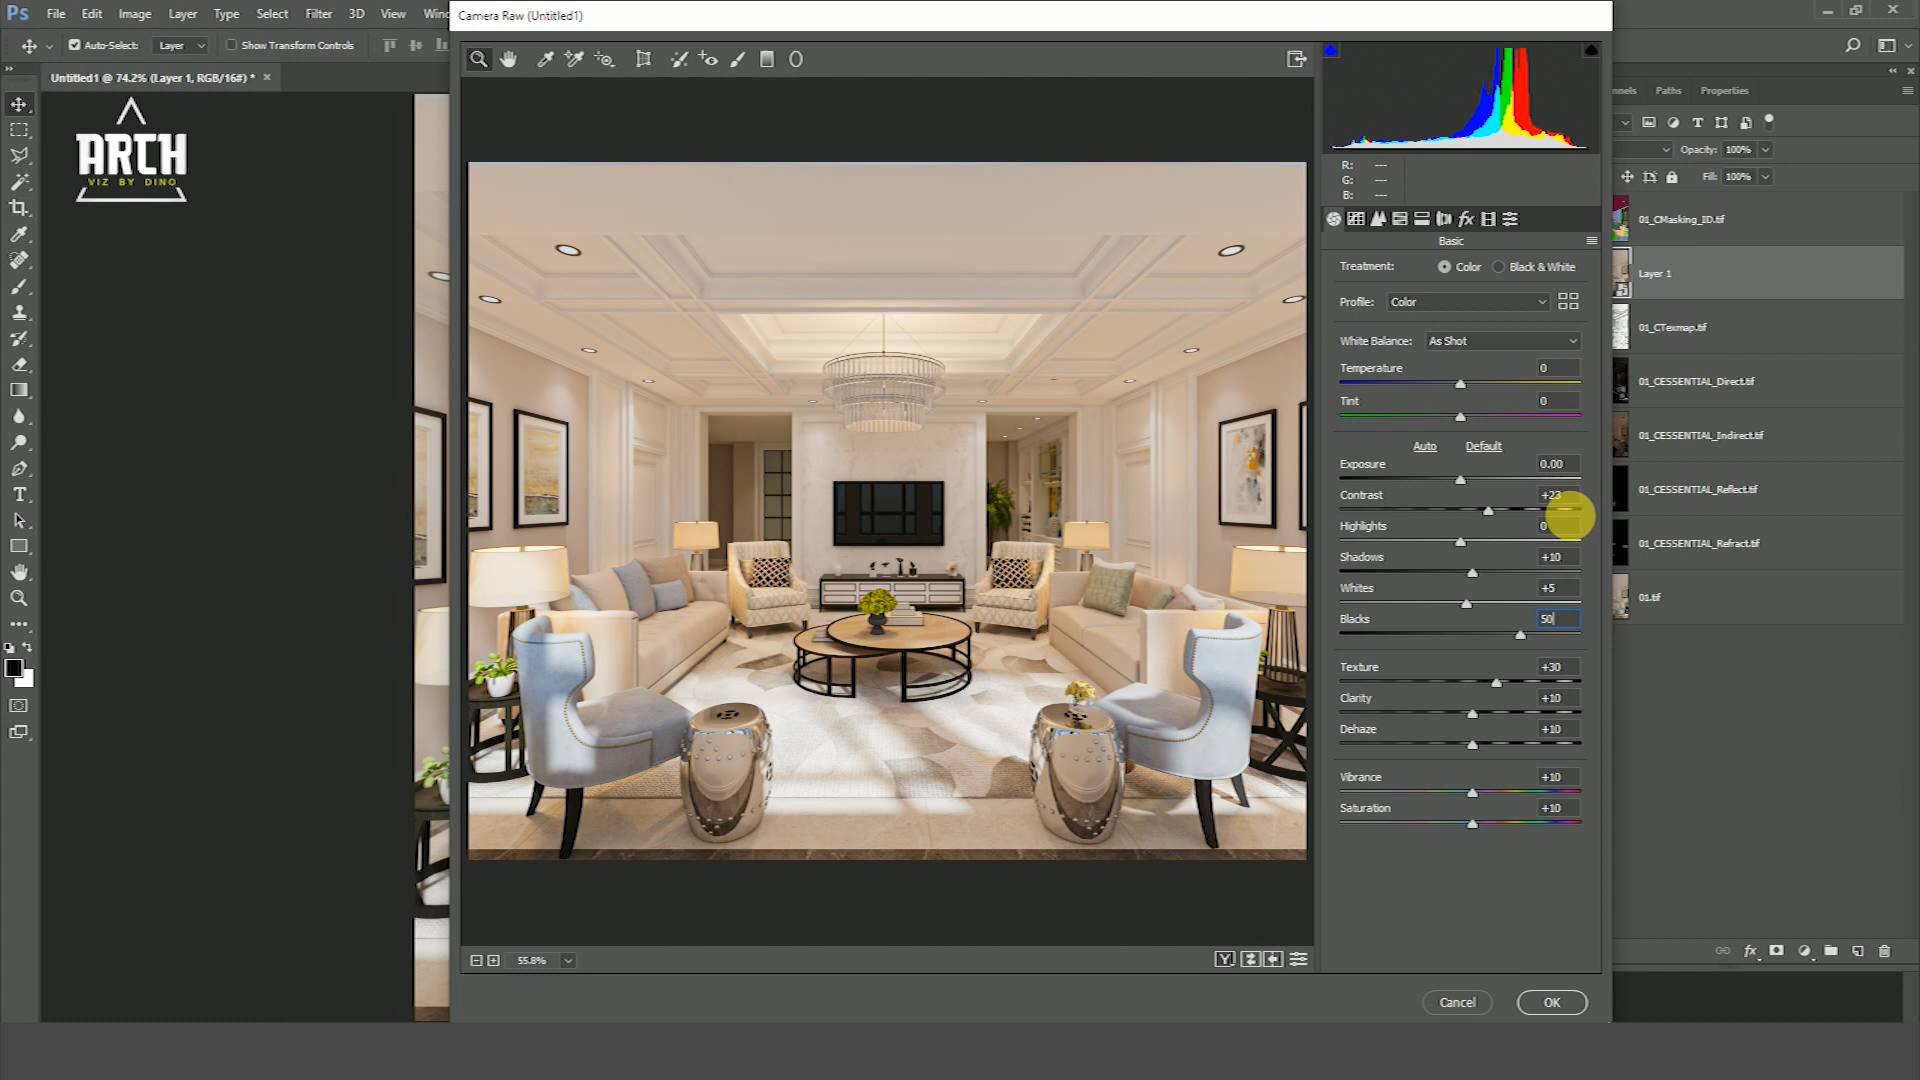 Ps File Edit Image Layer Type Select Filter 3D View Wind
Camera Raw (Untitled1)
Auto-Select: Layer Show Transform Controls
Untitled1 @ 74.2% (Layer 1, RGB/16#) * ×
ARCH
VIZ BY DINO
R: ---
G: ---
B: ---
Basic
Treatment: Color Black & White
Profile: Color
White Balance: As Shot
Temperature 0
Tint 0
Auto Default
Exposure 0.00
Contrast +23
Highlights 0
Shadows +10
Whites +5
Blacks 50
Texture +30
Clarity +10
Dehaze +10
Vibrance +10
Saturation +10
55.8%
Cancel OK
nnels Paths Properties
Opacity: 100%
Fill: 100%
01_CMasking_ID.tif
Layer 1
01_CTexmap.tif
01_CESSENTIAL_Direct.tif
01_CESSENTIAL_Indirect.tif
01_CESSENTIAL_Reflect.tif
01_CESSENTIAL_Refract.tif
01.tif